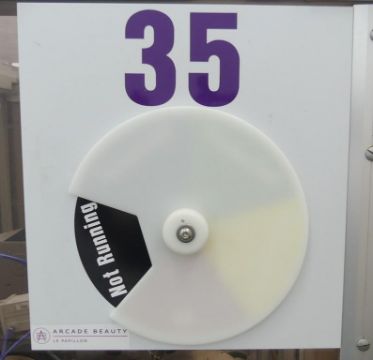 35
Not Running
ARCADE BEAUTY
LE PAPILLON